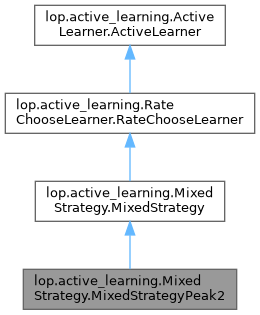 lop.active_learning.Active
Learner.ActiveLearner
lop.active_learning.Rate
ChooseLearner.RateChooseLearner
lop.active_learning.Mixed
Strategy.MixedStrategy
lop.active_learning.Mixed
Strategy.MixedStrategyPeak2